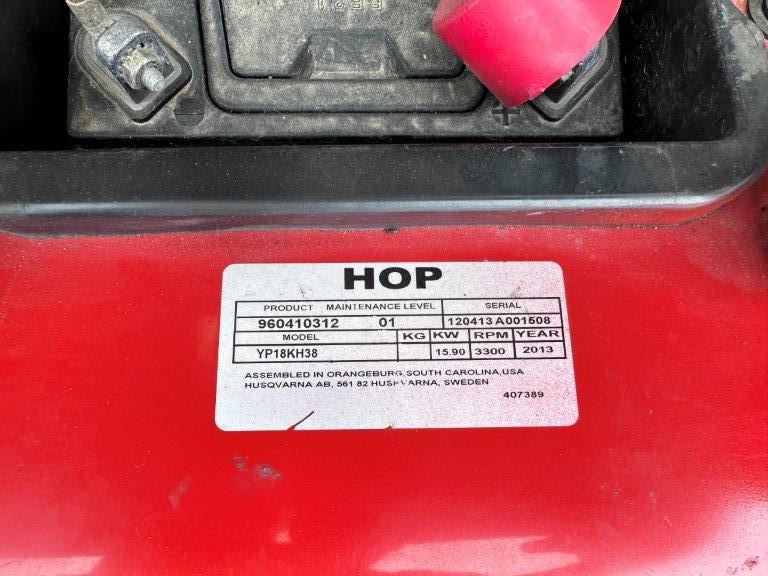 HOP
PRODUCT MAINTENANCE LEVEL SERIAL
960410312 01 120413 A001508
MODEL KG KW RPM YEAR
YP18KH38 15.90 3300 2013
ASSEMBLED IN ORANGEBURG, SOUTH CAROLINA, USA
HUSQVARNA AB, 561 82 HUSKVARNA, SWEDEN
407389